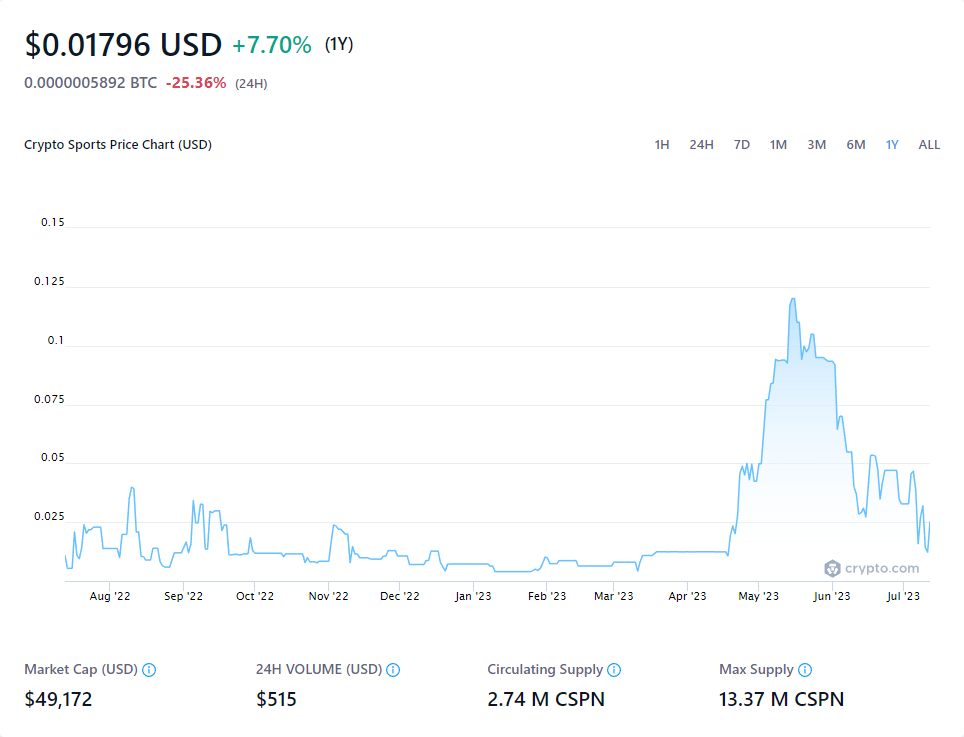 $0.01796 USD +7.70% (1Y)
0.0000005892 BTC -25.36% (24H)
Crypto Sports Price Chart (USD)
1H 24H 7D 1M 3M 6M 1Y ALL
0.15
0.125
0.1
0.075
0.05
0.025
crypto.com
Aug '22 Sep '22 Oct '22 Nov '22 Dec '22 Jan '23 Feb '23 Mar '23 Apr '23 May '23 Jun '23 Jul '23
Market Cap (USD) 24H VOLUME (USD) Circulating Supply Max Supply
$49,172 $515 2.74 M CSPN 13.37 M CSPN